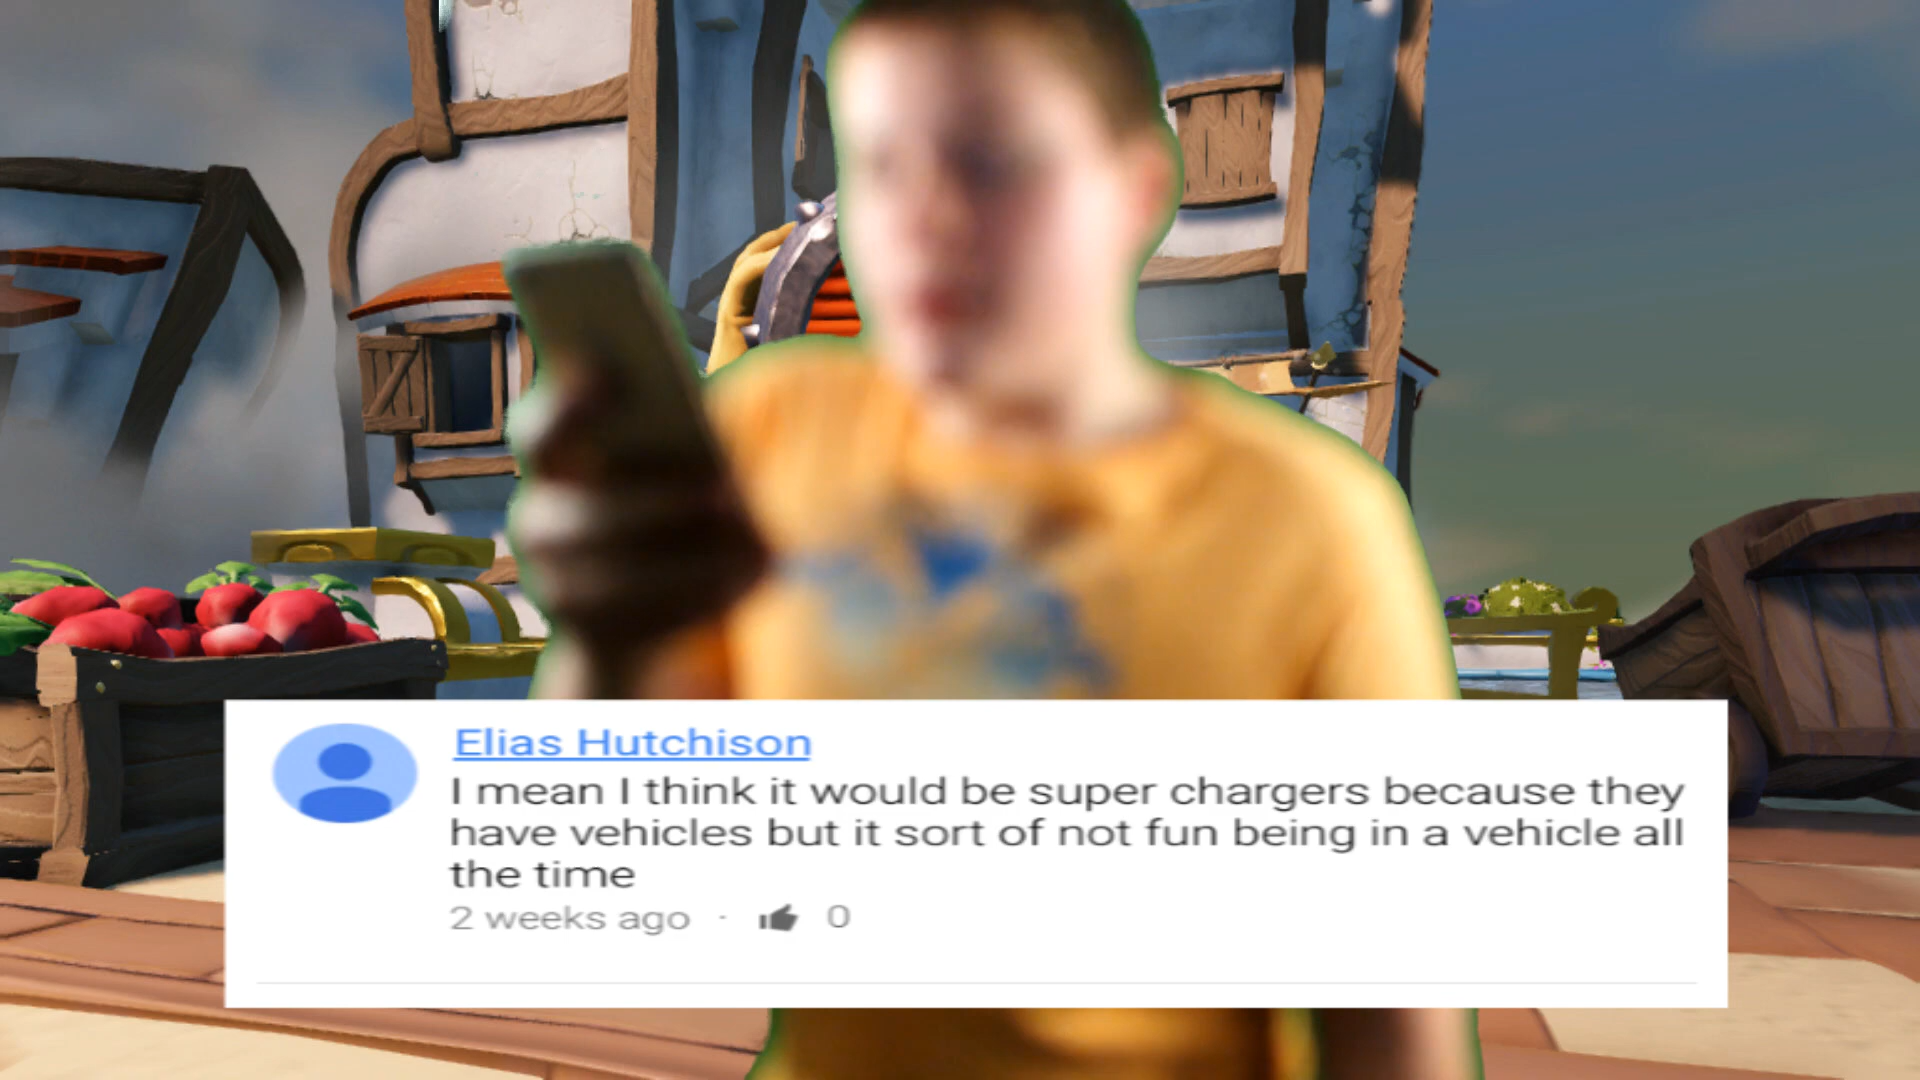 Elias Hutchison
I mean I think it would be super chargers because they
have vehicles but it sort of not fun being in a vehicle all
the time
2 weeks ago · 0